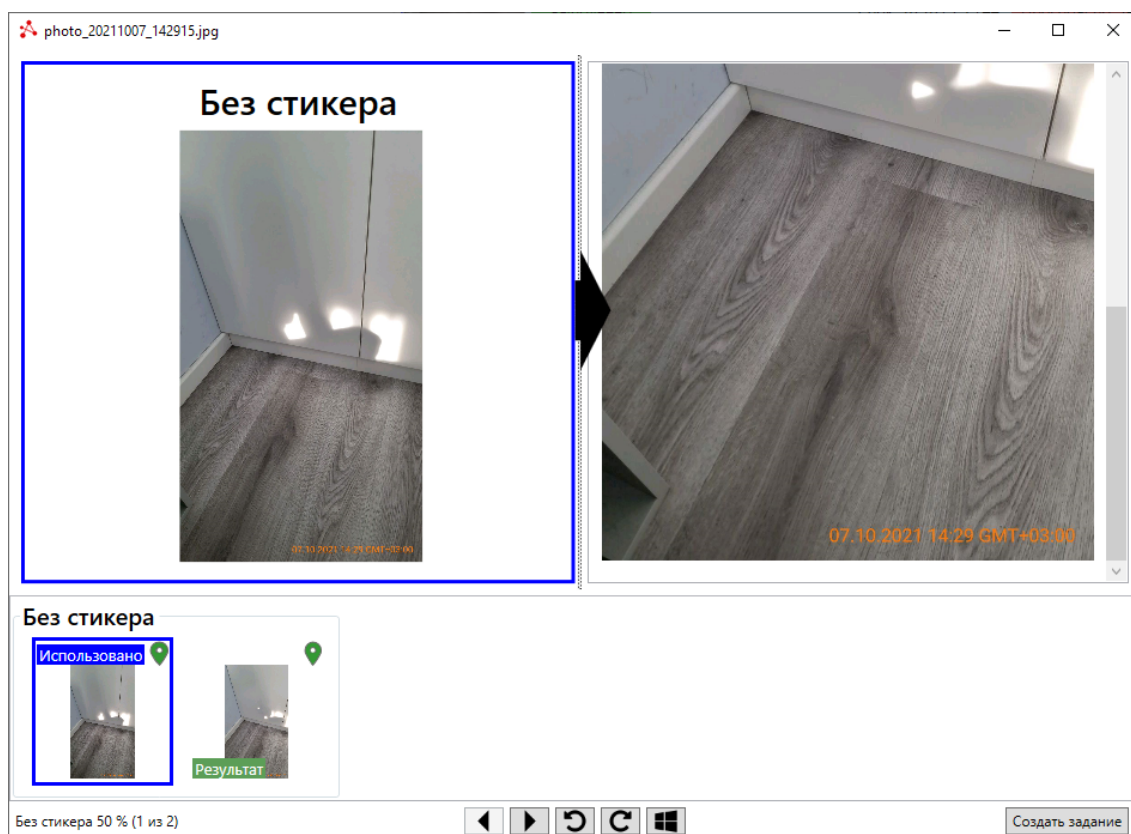 photo_20211007_142915.jpg
Без стикера
07.10.2021 14:29 GMT+03:00
07.10.2021 14:29 GMT+03:00
Без стикера
Использовано
Результат
Без стикера 50 % (1 из 2)
Создать задание